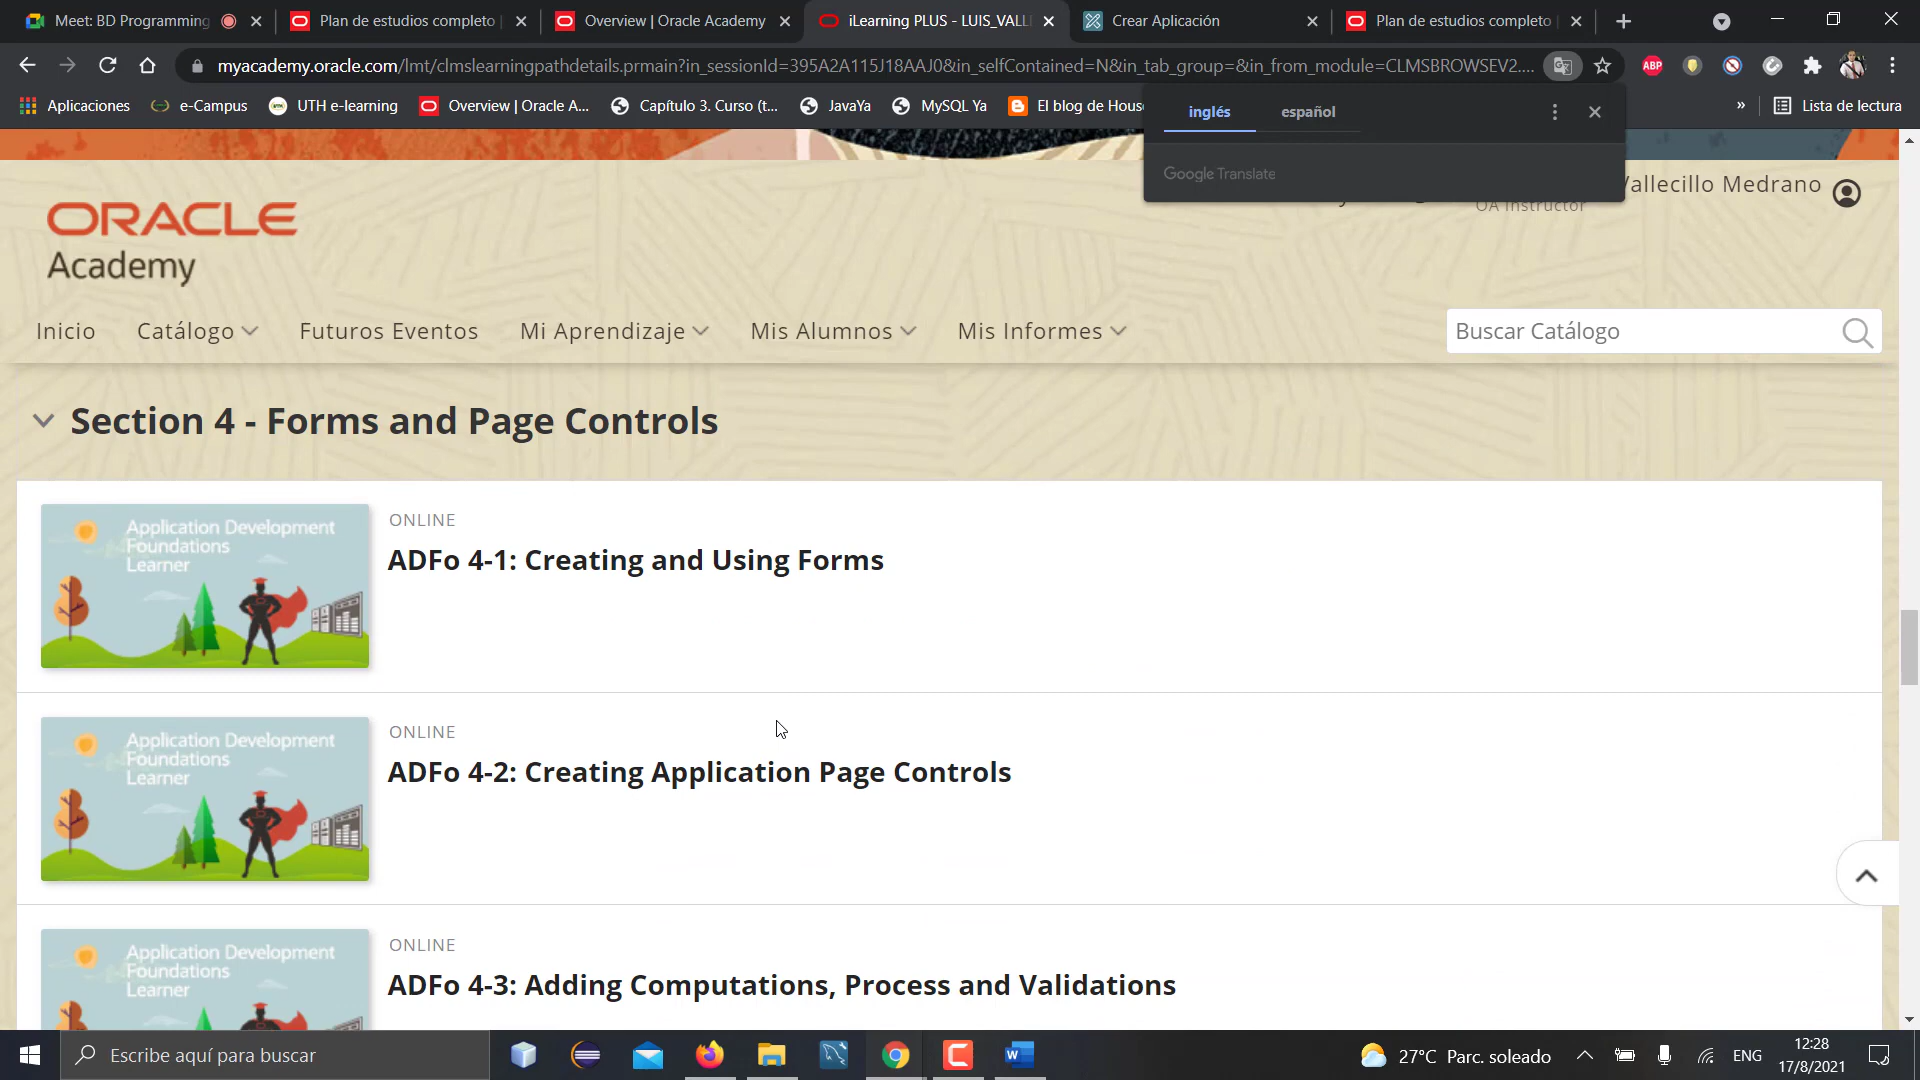 Meet: BD Programming
Plan de estudios completo
Overview | Oracle Academy
iLearning PLUS - LUIS_VALL
Crear Aplicación
Plan de estudios completo
myacademy.oracle.com/lmt/clmslearningpathdetails.prmain?in_sessionId=395A2A115J18AAJ0&in_selfContained=N&in_tab_group=&in_from_module=CLMSBROWSEV2....
ABP
Aplicaciones
e-Campus
UTH e-learning
Overview | Oracle A...
Capítulo 3. Curso (t...
JavaYa
MySQL Ya
El blog de House
»
Lista de lectura
inglés
español
Google Translate
Vallecillo Medrano
OA Instructor
ORACLE
Academy
Inicio
Catálogo
Futuros Eventos
Mi Aprendizaje
Mis Alumnos
Mis Informes
Buscar Catálogo
Section 4 - Forms and Page Controls
Application Development
Foundations
Learner
ONLINE
ADFo 4-1: Creating and Using Forms
Application Development
Foundations
Learner
ONLINE
ADFo 4-2: Creating Application Page Controls
Application Development
Foundations
Learner
ONLINE
ADFo 4-3: Adding Computations, Process and Validations
Escribe aquí para buscar
27°C Parc. soleado
ENG
12:28
17/8/2021